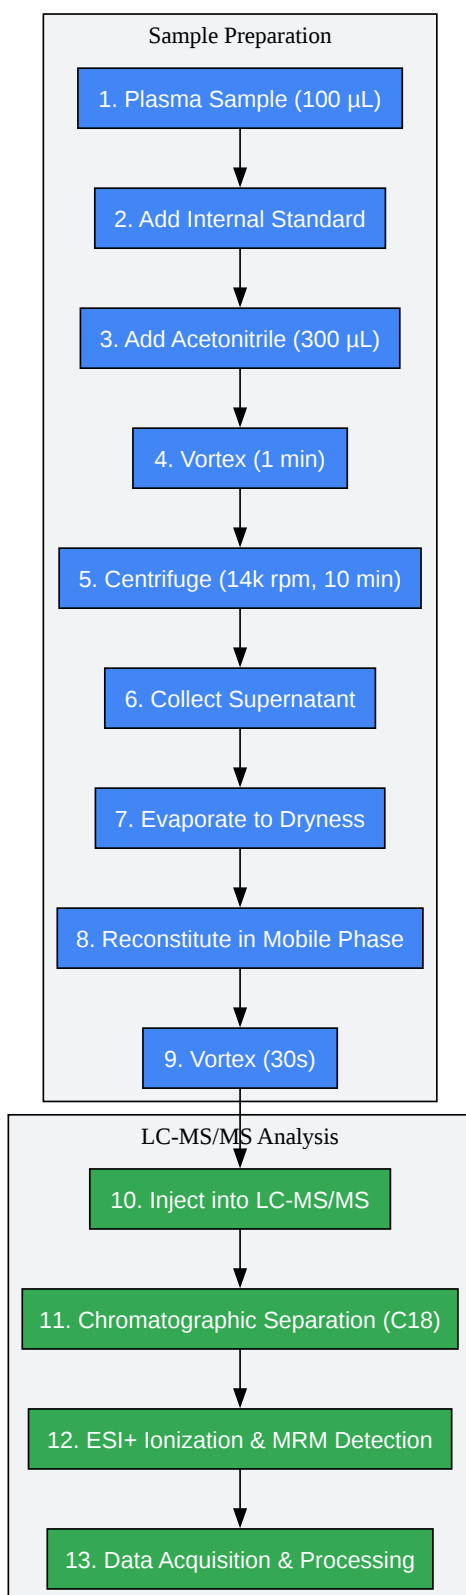 Sample Preparation
1. Plasma Sample (100 µL)
2. Add Internal Standard
3. Add Acetonitrile (300 µL)
4. Vortex (1 min)
5. Centrifuge (14k rpm, 10 min)
6. Collect Supernatant
7. Evaporate to Dryness
8. Reconstitute in Mobile Phase
9. Vortex (30s)
LC-MS/MS Analysis
10. Inject into LC-MS/MS
11. Chromatographic Separation (C18)
12. ESI+ Ionization & MRM Detection
13. Data Acquisition & Processing